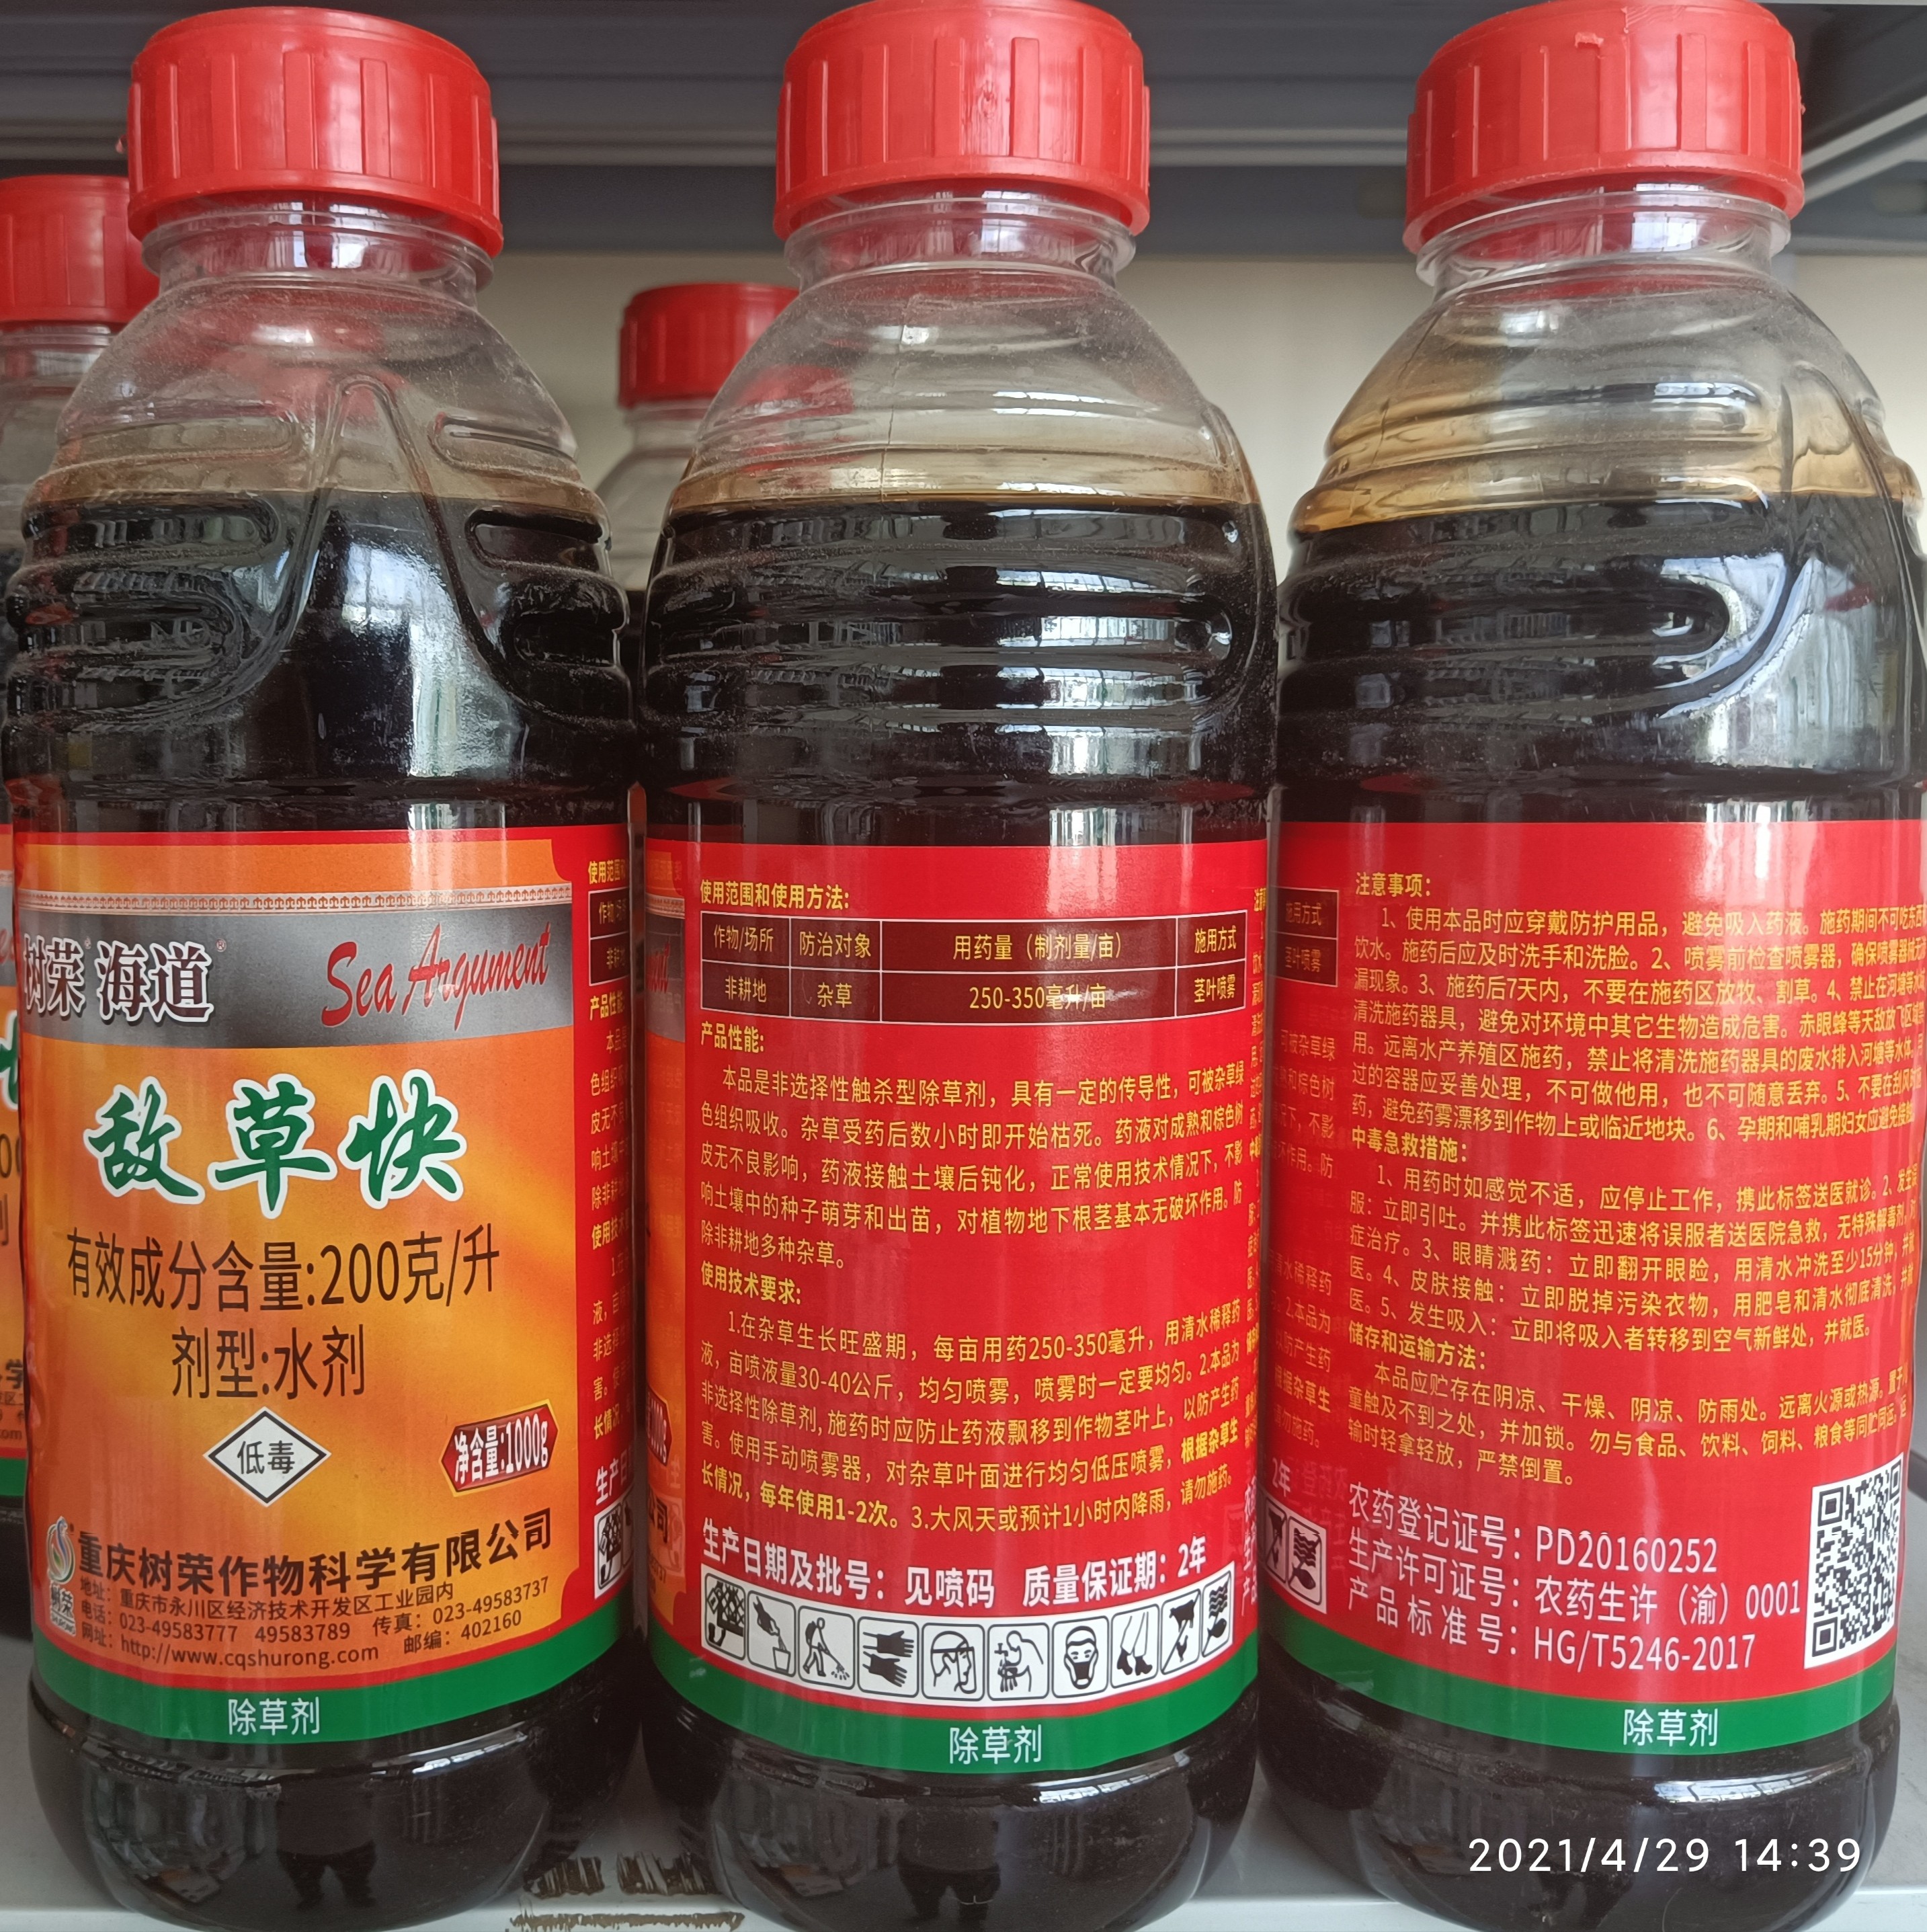 树荣 海道
Sea Argument
敌草快
有效成分含量:200克/升
剂型:水剂
低毒
净含量:1000g
重庆树荣作物科学有限公司
地址：重庆市永川区经济技术开发区工业园内
电话：023-49583777 49583789 传真：023-49583737
网址：http://www.cqshurong.com 邮编：402160
树荣
除草剂
使用范围和使用方法:
作物/场所 防治对象 用药量（制剂量/亩） 施用方式
非耕地 杂草 250-350毫升/亩 茎叶喷雾
产品性能:
本品是非选择性触杀型除草剂，具有一定的传导性，可被杂草绿
色组织吸收。杂草受药后数小时即开始枯死。药液对成熟和棕色树
皮无不良影响，药液接触土壤后钝化，正常使用技术情况下，不影
响土壤中的种子萌芽和出苗，对植物地下根茎基本无破坏作用。防
除非耕地多种杂草。
使用技术要求:
1.在杂草生长旺盛期，每亩用药250-350毫升，用清水稀释药
液，亩喷液量30-40公斤，均匀喷雾，喷雾时一定要均匀。2.本品为
非选择性除草剂,施药时应防止药液飘移到作物茎叶上，以防产生药
害。使用手动喷雾器，对杂草叶面进行均匀低压喷雾，根据杂草生
长情况，每年使用1-2次。3.大风天或预计1小时内降雨，请勿施药。
生产日期及批号：见喷码 质量保证期：2年
除草剂
注意事项：
1、使用本品时应穿戴防护用品，避免吸入药液。施药期间不可吃东西
饮水。施药后应及时洗手和洗脸。2、喷雾前检查喷雾器，确保喷雾器械无
漏现象。3、施药后7天内，不要在施药区放牧、割草。4、禁止在河塘等水
清洗施药器具，避免对环境中其它生物造成危害。赤眼蜂等天敌放飞区域
用。远离水产养殖区施药，禁止将清洗施药器具的废水排入河塘等水体。用
过的容器应妥善处理，不可做他用，也不可随意丢弃。5、不要在刮风
药，避免药雾漂移到作物上或临近地块。6、孕期和哺乳期妇女应避免接触
中毒急救措施：
1、用药时如感觉不适，应停止工作，携此标签送医就诊。2、发生误
服：立即引吐。并携此标签迅速将误服者送医院急救，无特殊解毒剂，对
症治疗。3、眼睛溅药：立即翻开眼睑，用清水冲洗至少15分钟，并就
医。4、皮肤接触：立即脱掉污染衣物，用肥皂和清水彻底清洗，并就
医。5、发生吸入：立即将吸入者转移到空气新鲜处，并就医。
储存和运输方法：
本品应贮存在阴凉、干燥、阴凉、防雨处。远离火源或热源。置于儿
童触及不到之处，并加锁。勿与食品、饮料、饲料、粮食等同贮同运。运
输时轻拿轻放，严禁倒置。
农药登记证号：PD20160252
生产许可证号：农药生许（渝）0001
产品标准号：HG/T5246-2017
除草剂
2021/4/29 14:39